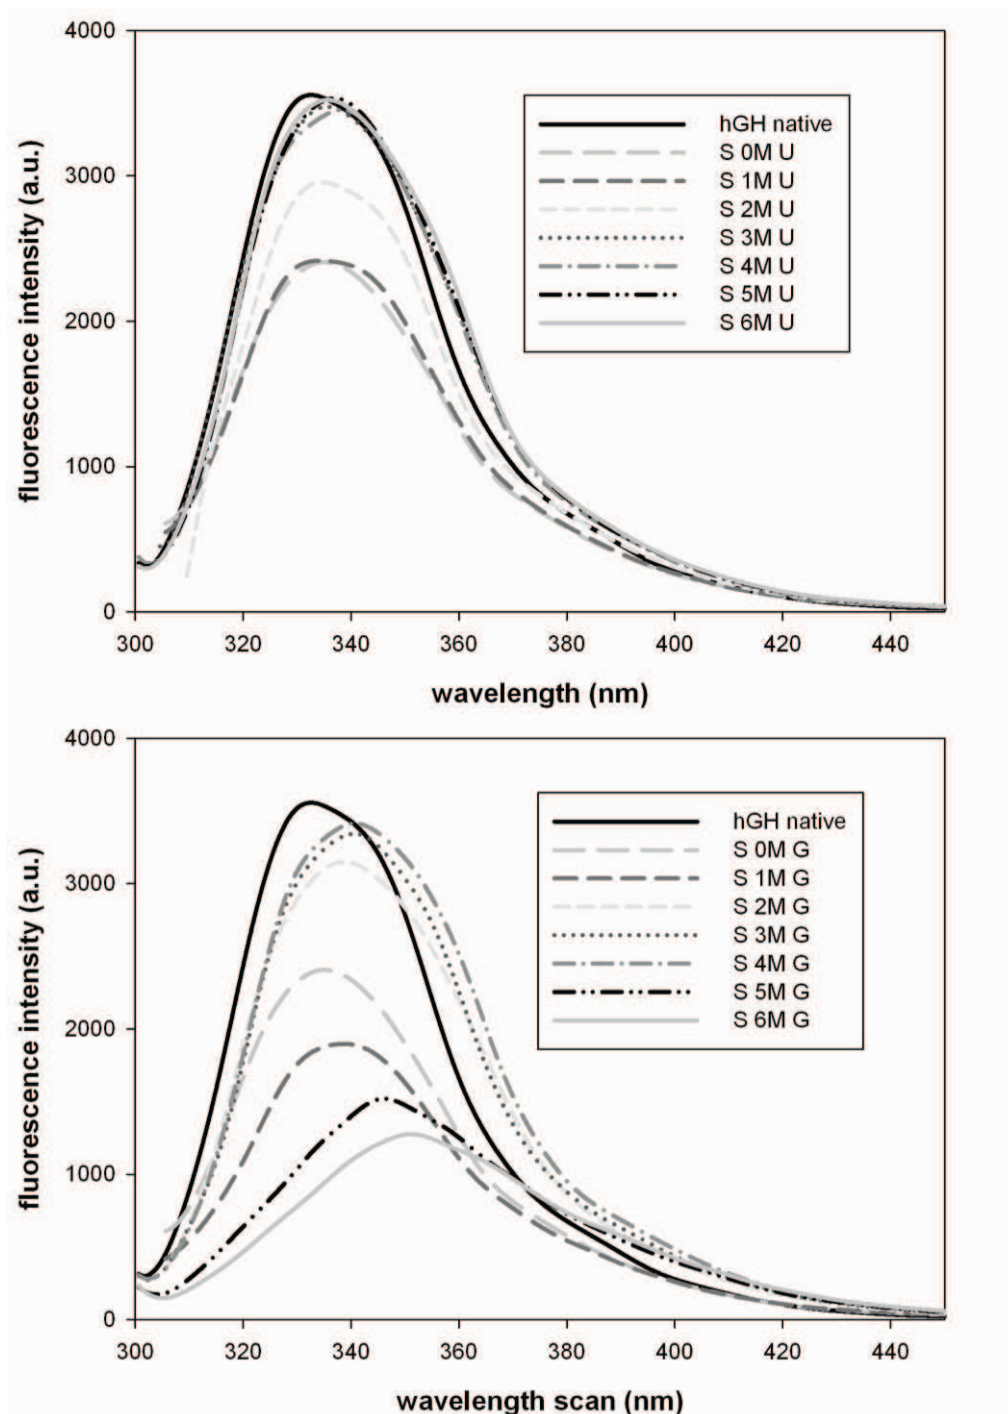 4000
3000
2000
1000
0
fluorescence intensity (a.u.)
hGH native
S 0M U
S 1M U
S 2M U
S 3M U
S 4M U
S 5M U
S 6M U
300 320 340 360 380 400 420 440
wavelength (nm)
4000
3000
2000
1000
0
fluorescence intensity (a.u.)
hGH native
S 0M G
S 1M G
S 2M G
S 3M G
S 4M G
S 5M G
S 6M G
300 320 340 360 380 400 420 440
wavelength scan (nm)